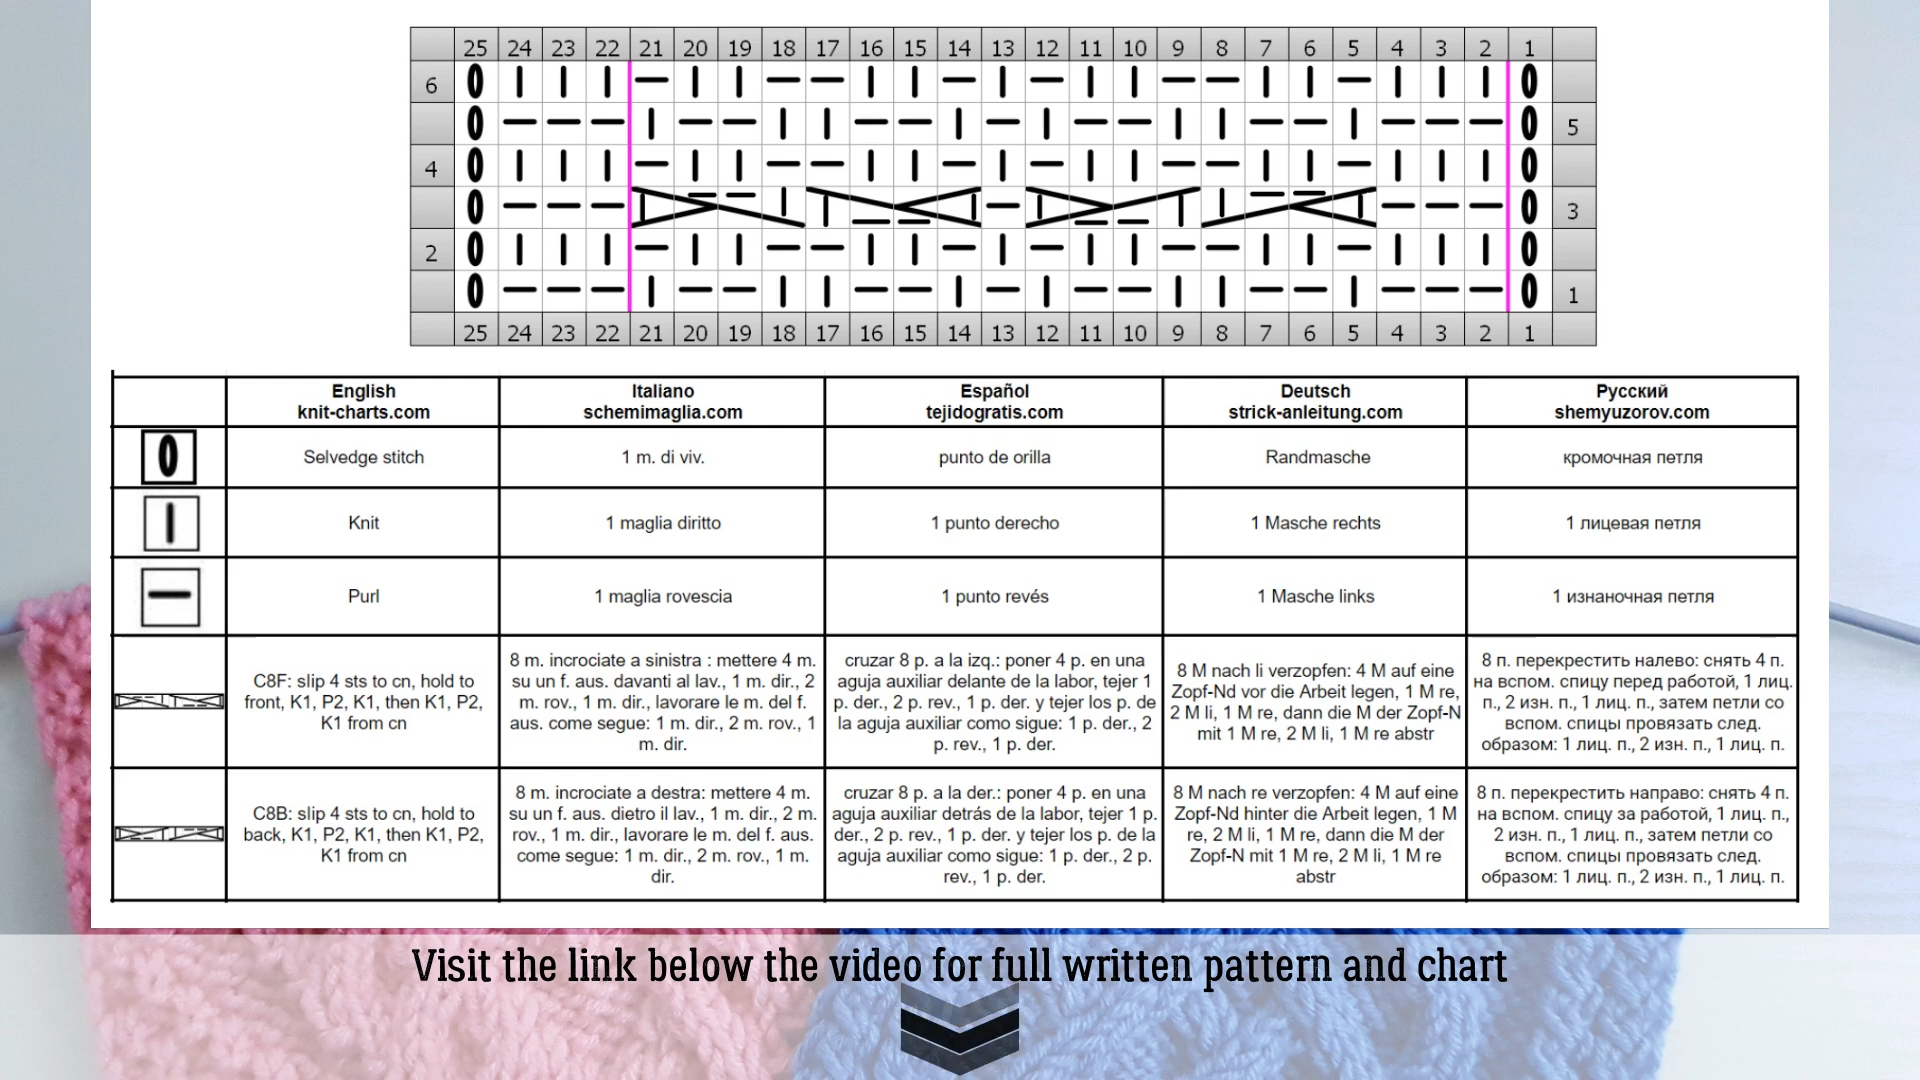 25 24 23 22 21 20 19 18 17 16 15 14 13 12 11 10 9 8 7 6 5 4 3 2 1
6
5
4
3
2
1
25 24 23 22 21 20 19 18 17 16 15 14 13 12 11 10 9 8 7 6 5 4 3 2 1
English
knit-charts.com
Italiano
schemimaglia.com
Español
tejidogratis.com
Deutsch
strick-anleitung.com
Русский
shemyuzorov.com
Selvedge stitch
1 m. di viv.
punto de orilla
Randmasche
кромочная петля
Knit
1 maglia diritto
1 punto derecho
1 Masche rechts
1 лицевая петля
Purl
1 maglia rovescia
1 punto revés
1 Masche links
1 изнаночная петля
C8F: slip 4 sts to cn, hold to
front, K1, P2, K1, then K1, P2,
K1 from cn
8 m. incrociate a sinistra : mettere 4 m.
su un f. aus. davanti al lav., 1 m. dir., 2
m. rov., 1 m. dir., lavorare le m. del f.
aus. come segue: 1 m. dir., 2 m. rov., 1
m. dir.
cruzar 8 p. a la izq.: poner 4 p. en una
aguja auxiliar delante de la labor, tejer 1
p. der., 2 p. rev., 1 p. der. y tejer los p. de
la aguja auxiliar como sigue: 1 p. der., 2
p. rev., 1 p. der.
8 M nach li verzopfen: 4 M auf eine
Zopf-Nd vor die Arbeit legen, 1 M re,
2 M li, 1 M re, dann die M der Zopf-N
mit 1 M re, 2 M li, 1 M re abstr
8 п. перекрестить налево: снять 4 п.
на вспом. спицу перед работой, 1 лиц.
п., 2 изн. п., 1 лиц. п., затем петли со
вспом. спицы провязать след.
образом: 1 лиц. п., 2 изн. п., 1 лиц. п.
C8B: slip 4 sts to cn, hold to
back, K1, P2, K1, then K1, P2,
K1 from cn
8 m. incrociate a destra: mettere 4 m.
su un f. aus. dietro il lav., 1 m. dir., 2 m.
rov., 1 m. dir., lavorare le m. del f. aus.
come segue: 1 m. dir., 2 m. rov., 1 m.
dir.
cruzar 8 p. a la der.: poner 4 p. en una
aguja auxiliar detrás de la labor, tejer 1 p.
der., 2 p. rev., 1 p. der. y tejer los p. de la
aguja auxiliar como sigue: 1 p. der., 2 p.
rev., 1 p. der.
8 M nach re verzopfen: 4 M auf eine
Zopf-Nd hinter die Arbeit legen, 1 M
re, 2 M li, 1 M re, dann die M der
Zopf-N mit 1 M re, 2 M li, 1 M re
abstr
8 п. перекрестить направо: снять 4 п.
на вспом. спицу за работой, 1 лиц. п.,
2 изн. п., 1 лиц. п., затем петли со
вспом. спицы провязать след.
образом: 1 лиц. п., 2 изн. п., 1 лиц. п.
Visit the link below the video for full written pattern and chart